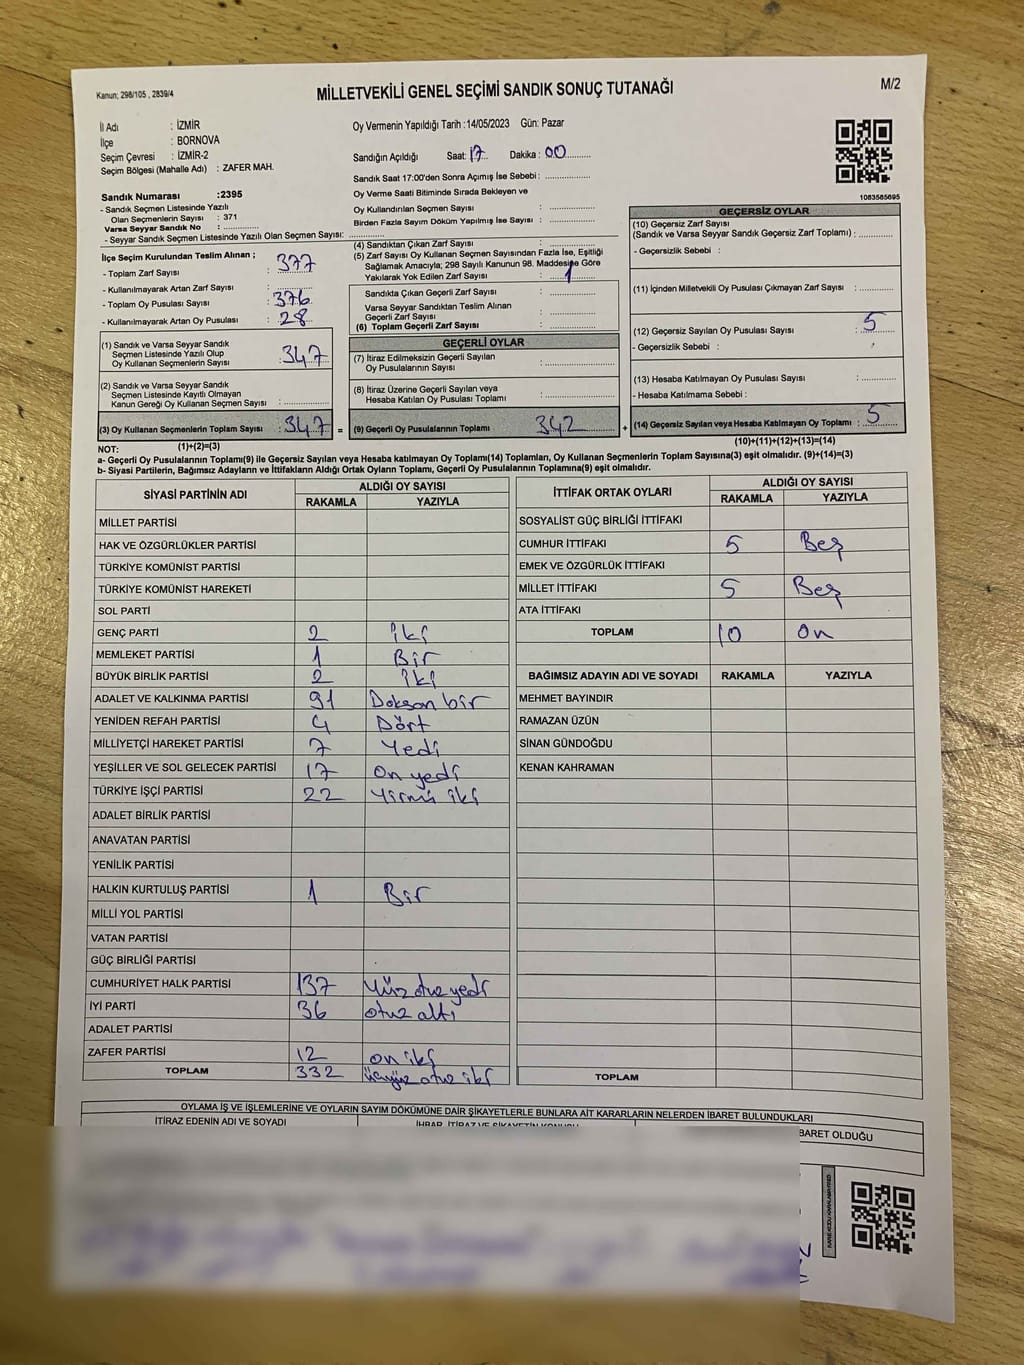 Kanun; 298/105 , 2839/4
MİLLETVEKİLİ GENEL SEÇİMİ SANDIK SONUÇ TUTANAĞI
M/2
İl Adı : İZMİR
İlçe : BORNOVA
Seçim Çevresi : İZMİR-2
Seçim Bölgesi (Mahalle Adı) : ZAFER MAH.
Oy Vermenin Yapıldığı Tarih :14/05/2023 Gün: Pazar
Sandığın Açıldığı Saat: 17 Dakika : 00
Sandık Saat 17:00'den Sonra Açımış İse Sebebi :
Sandık Numarası :2395
- Sandık Seçmen Listesinde Yazılı
Olan Seçmenlerin Sayısı : 371
Varsa Seyyar Sandık No :
- Seyyar Sandık Seçmen Listesinde Yazılı Olan Seçmen Sayısı:
Oy Verme Saati Bitiminde Sırada Bekleyen ve
Oy Kullandırılan Seçmen Sayısı :
Birden Fazla Sayım Döküm Yapılmış İse Sayısı :
1083585695
İlçe Seçim Kurulundan Teslim Alınan ;
- Toplam Zarf Sayısı : 377
- Kullanılmayarak Artan Zarf Sayısı :
- Toplam Oy Pusulası Sayısı : 376
- Kullanılmayarak Artan Oy Pusulası : 28
(1) Sandık ve Varsa Seyyar Sandık
Seçmen Listesinde Yazılı Olup
Oy Kullanan Seçmenlerin Sayısı : 347
(2) Sandık ve Varsa Seyyar Sandık
Seçmen Listesinde Kayıtlı Olmayan
Kanun Gereği Oy Kullanan Seçmen Sayısı :
(3) Oy Kullanan Seçmenlerin Toplam Sayısı : 347 =
(1)+(2)=(3)
(4) Sandıktan Çıkan Zarf Sayısı :
(5) Zarf Sayısı Oy Kullanan Seçmen Sayısından Fazla İse, Eşitliği
Sağlamak Amacıyla; 298 Sayılı Kanunun 98. Maddesine Göre
Yakılarak Yok Edilen Zarf Sayısı : 1
Sandıkta Çıkan Geçerli Zarf Sayısı :
Varsa Seyyar Sandıktan Teslim Alınan
Geçerli Zarf Sayısı :
(6) Toplam Geçerli Zarf Sayısı :
GEÇERLİ OYLAR
(7) İtiraz Edilmeksizin Geçerli Sayılan
Oy Pusulalarının Sayısı :
(8) İtiraz Üzerine Geçerli Sayılan veya
Hesaba Katılan Oy Pusulası Toplamı :
(9) Geçerli Oy Pusulalarının Toplamı : 342 +
GEÇERSİZ OYLAR
(10) Geçersiz Zarf Sayısı
(Sandık ve Varsa Seyyar Sandık Geçersiz Zarf Toplamı) :
- Geçersizlik Sebebi :
(11) İçinden Milletvekili Oy Pusulası Çıkmayan Zarf Sayısı :
(12) Geçersiz Sayılan Oy Pusulası Sayısı : 5
- Geçersizlik Sebebi :
(13) Hesaba Katılmayan Oy Pusulası Sayısı :
- Hesaba Katılmama Sebebi :
(14) Geçersiz Sayılan veya Hesaba Katılmayan Oy Toplamı : 5
(10)+(11)+(12)+(13)=(14)
NOT:
a- Geçerli Oy Pusulalarının Toplamı(9) ile Geçersiz Sayılan veya Hesaba katılmayan Oy Toplamı(14) Toplamları, Oy Kullanan Seçmenlerin Toplam Sayısına(3) eşit olmalıdır. (9)+(14)=(3)
b- Siyasi Partilerin, Bağımsız Adayların ve İttifakların Aldığı Ortak Oyların Toplamı, Geçerli Oy Pusulalarının Toplamına(9) eşit olmalıdır.
SİYASİ PARTİNİN ADI ALDIĞI OY SAYISI
RAKAMLA YAZIYLA
MİLLET PARTİSİ
HAK VE ÖZGÜRLÜKLER PARTİSİ
TÜRKİYE KOMÜNİST PARTİSİ
TÜRKİYE KOMÜNİST HAREKETİ
SOL PARTİ
GENÇ PARTİ 2 iki
MEMLEKET PARTİSİ 1 Bir
BÜYÜK BİRLİK PARTİSİ 2 iki
ADALET VE KALKINMA PARTİSİ 91 Doksan bir
YENİDEN REFAH PARTİSİ 4 Dört
MİLLİYETÇİ HAREKET PARTİSİ 7 Yedi
YEŞİLLER VE SOL GELECEK PARTİSİ 17 On yedi
TÜRKİYE İŞÇİ PARTİSİ 22 Yirmi iki
ADALET BİRLİK PARTİSİ
ANAVATAN PARTİSİ
YENİLİK PARTİSİ
HALKIN KURTULUŞ PARTİSİ 1 Bir
MİLLİ YOL PARTİSİ
VATAN PARTİSİ
GÜÇ BİRLİĞİ PARTİSİ
CUMHURİYET HALK PARTİSİ 137 Yüz otuz yedi
İYİ PARTİ 36 otuz altı
ADALET PARTİSİ
ZAFER PARTİSİ 12 on iki
TOPLAM 332 üçyüz otuz iki
İTTİFAK ORTAK OYLARI ALDIĞI OY SAYISI
RAKAMLA YAZIYLA
SOSYALİST GÜÇ BİRLİĞİ İTTİFAKI
CUMHUR İTTİFAKI 5 Beş
EMEK VE ÖZGÜRLÜK İTTİFAKI
MİLLET İTTİFAKI 5 Beş
ATA İTTİFAKI
TOPLAM 10 On
BAĞIMSIZ ADAYIN ADI VE SOYADI RAKAMLA YAZIYLA
MEHMET BAYINDIR
RAMAZAN ÜZÜN
SİNAN GÜNDOĞDU
KENAN KAHRAMAN
TOPLAM
OYLAMA İŞ VE İŞLEMLERİNE VE OYLARIN SAYIM DÖKÜMÜNE DAİR ŞİKAYETLERLE BUNLARA AİT KARARLARIN NELERDEN İBARET BULUNDUKLARI
İTİRAZ EDENİN ADI VE SOYADI
İHBAR, İTİRAZ VE ŞİKAYETİN KONUSU
BARET OLDUĞU